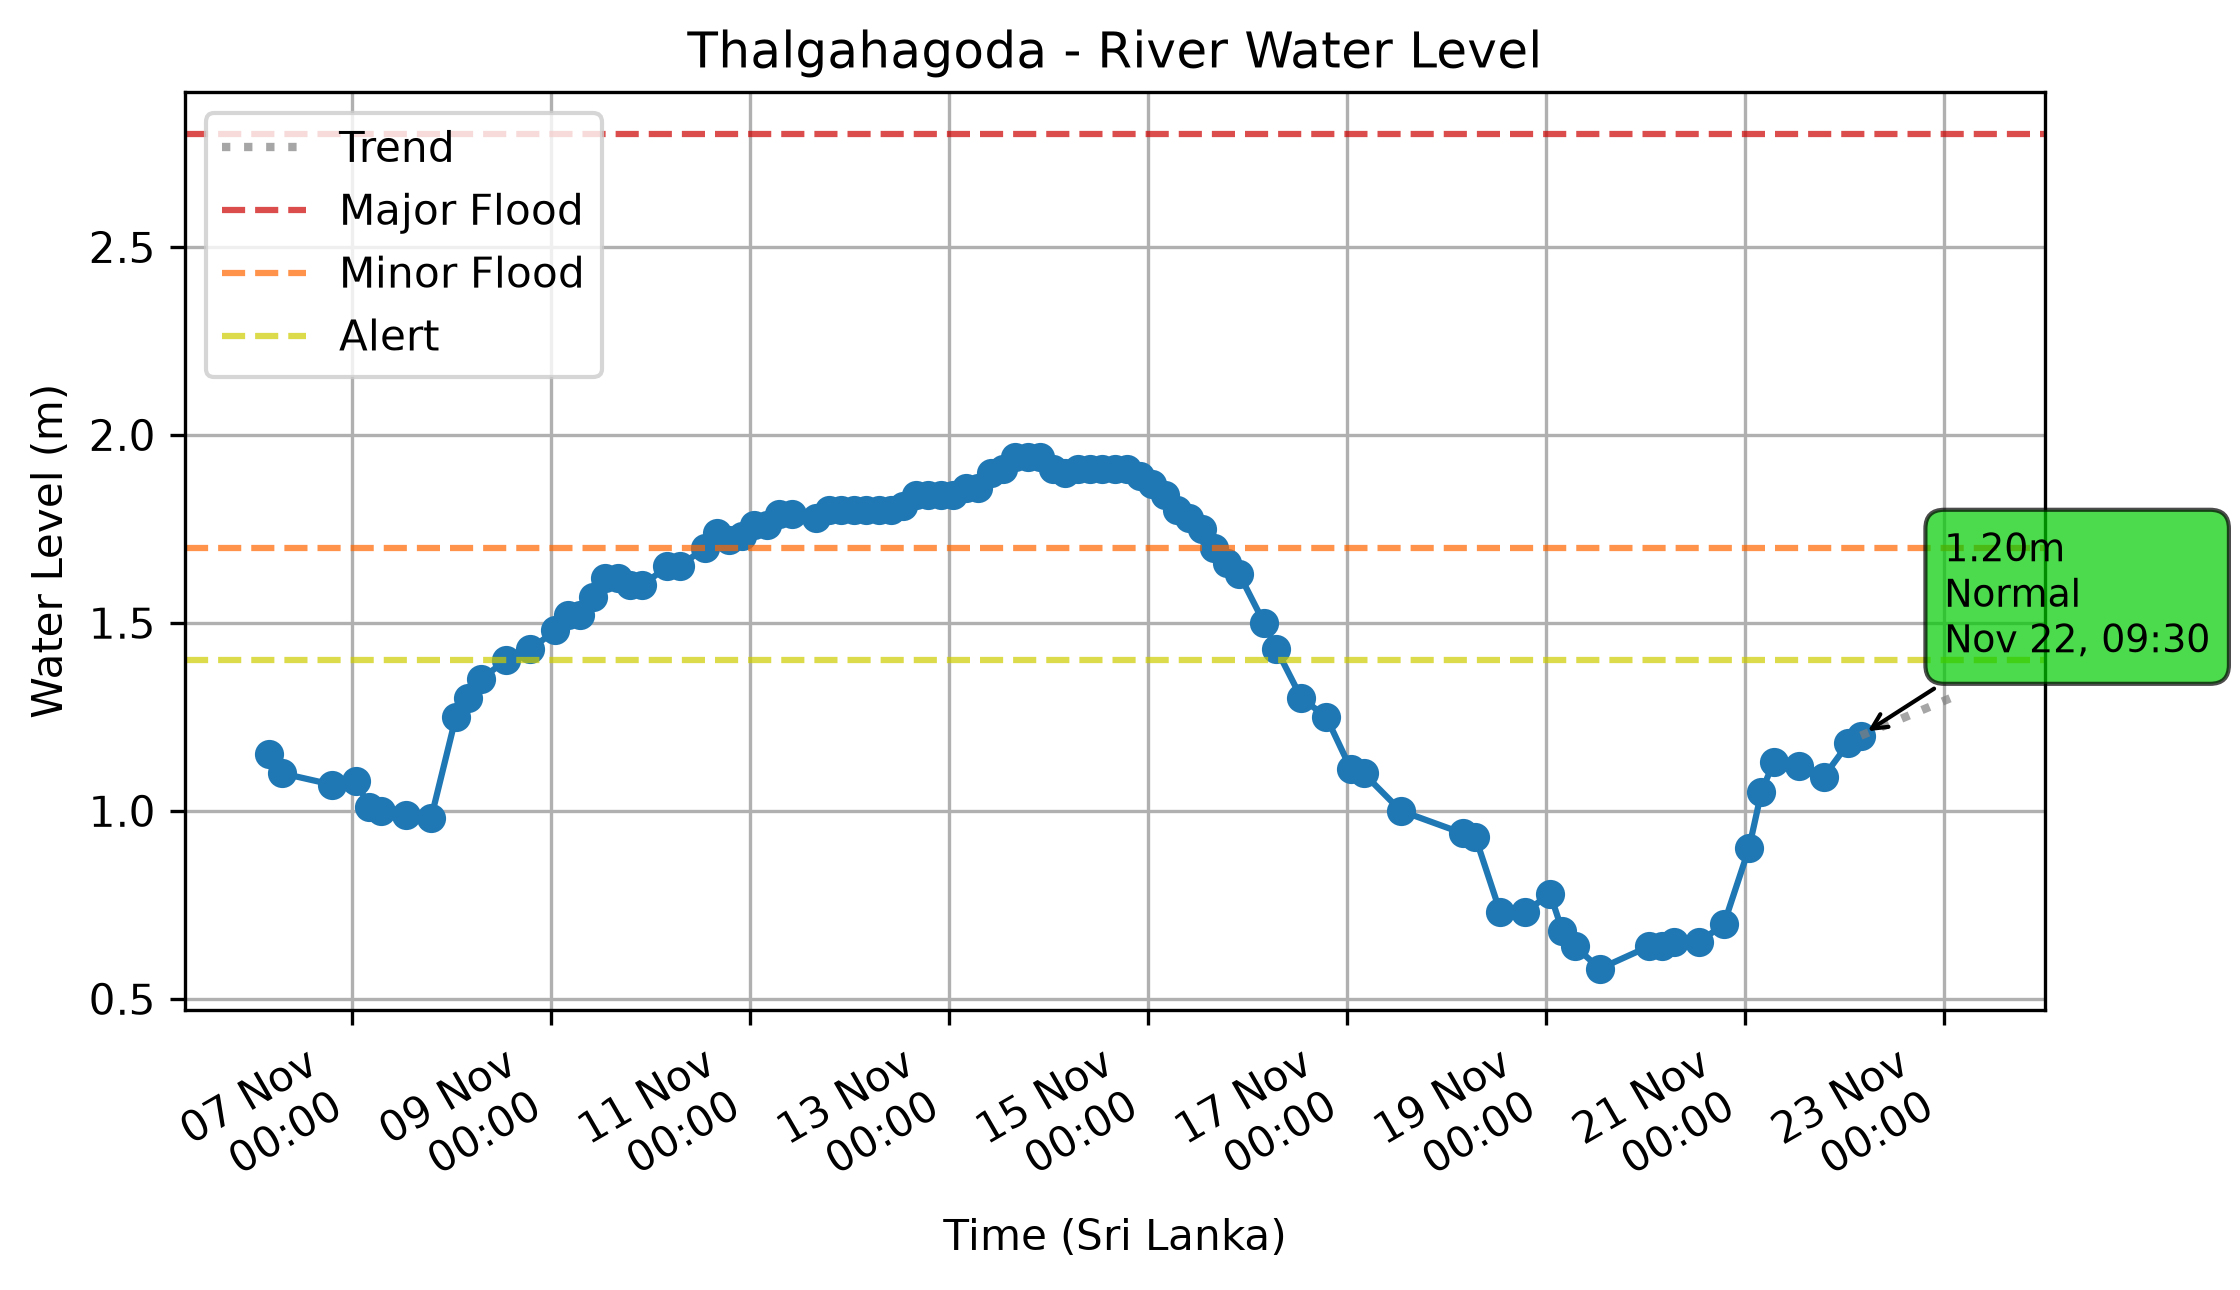 Thalgahagoda - River Water Level
Trend
Major Flood
Minor Flood
Alert
Water Level (m)
2.5
2.0
1.5
1.0
0.5
1.20m
Normal
Nov 22, 09:30
07 Nov
00:00
09 Nov
00:00
11 Nov
00:00
13 Nov
00:00
15 Nov
00:00
17 Nov
00:00
19 Nov
00:00
21 Nov
00:00
23 Nov
00:00
Time (Sri Lanka)